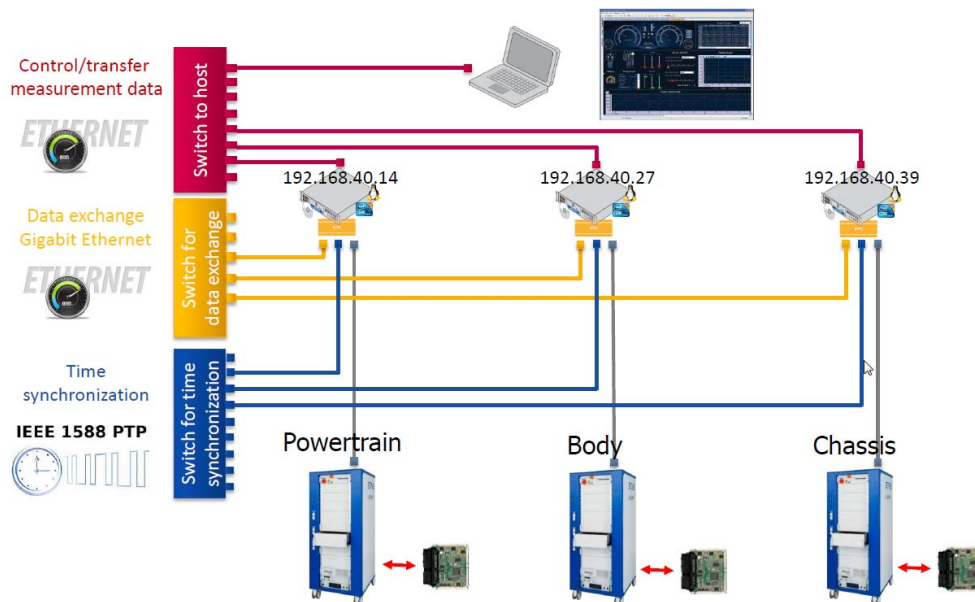 Control/transfer
measurement data
ETHERNET
Switch to host
192.168.40.14
192.168.40.27
192.168.40.39
Data exchange
Gigabit Ethernet
ETHERNET
Switch for
data exchange
Time
synchronization
IEEE 1588 PTP
Switch for time
synchronization
Powertrain
Body
Chassis